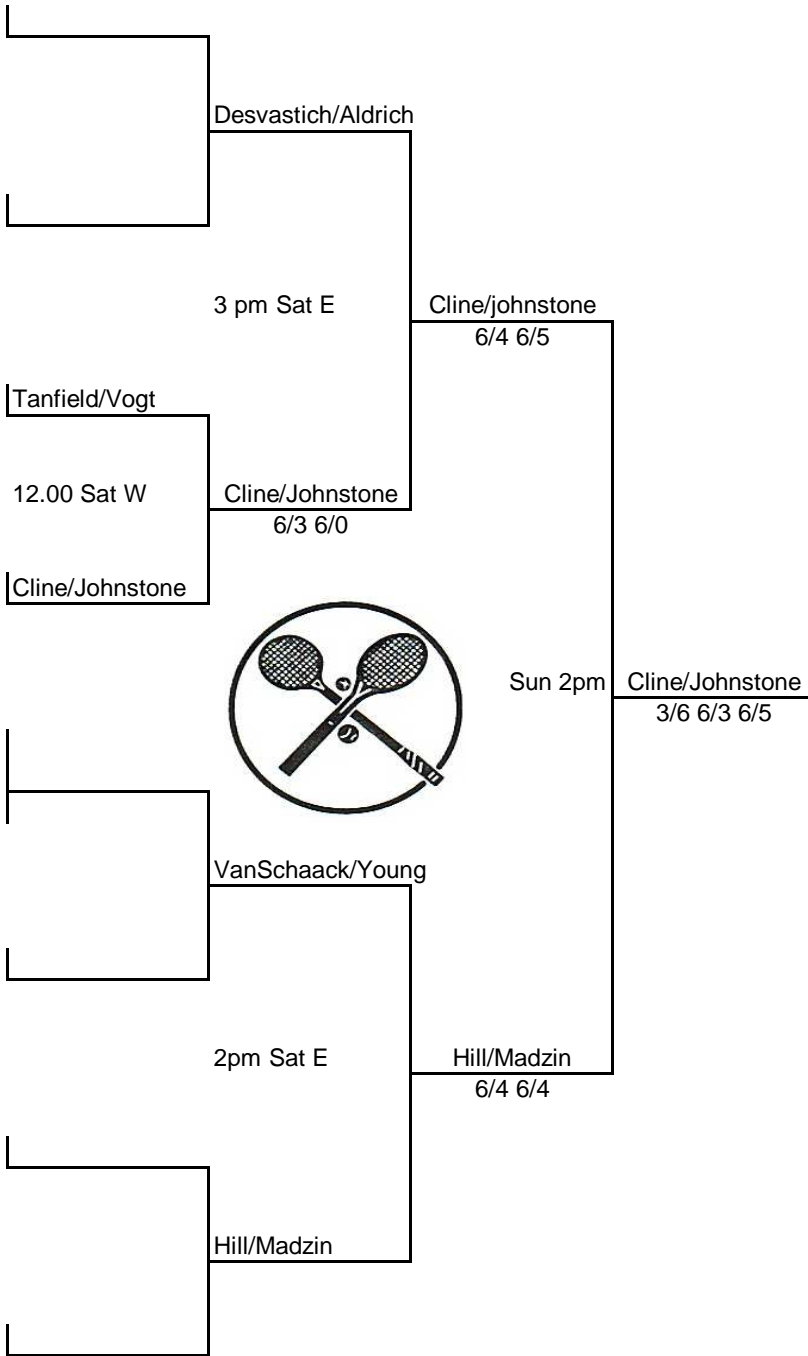 Desvastich/Aldrich
3 pm Sat E
Cline/johnstone
6/4 6/5
Tanfield/Vogt
12.00 Sat W
Cline/Johnstone
6/3 6/0
Cline/Johnstone
Sun 2pm
Cline/Johnstone
3/6 6/3 6/5
VanSchaack/Young
2pm Sat E
Hill/Madzin
6/4 6/4
Hill/Madzin